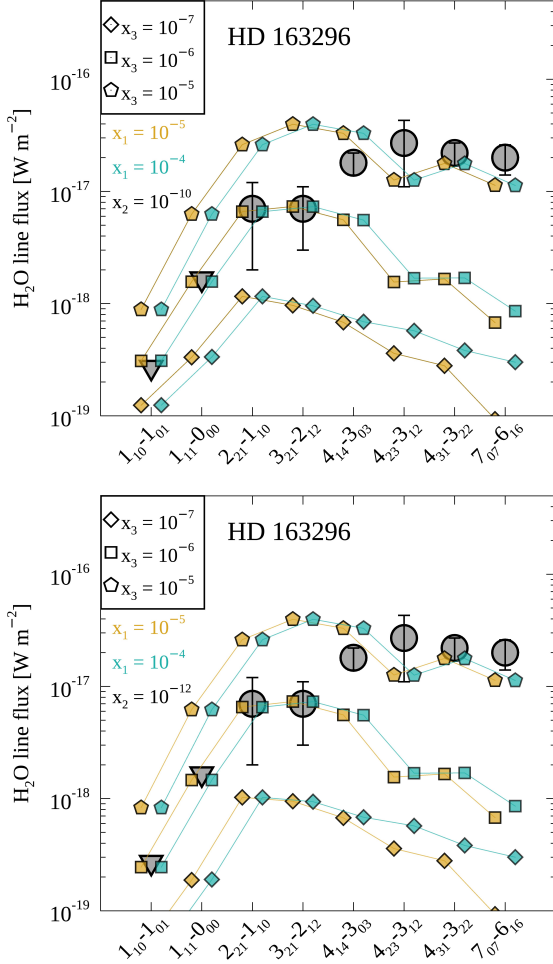 x₃ = 10⁻⁷
x₃ = 10⁻⁶
x₃ = 10⁻⁵
HD 163296
x₁ = 10⁻⁵
x₁ = 10⁻⁴
x₂ = 10⁻¹⁰
H₂O line flux [W m⁻²]
10⁻¹⁶
10⁻¹⁷
10⁻¹⁸
10⁻¹⁹
1₁₀-1₀₁
1₁₁-0₀₀
2₂₁-1₁₀
3₂₁-2₁₂
4₁₄-3₀₃
4₂₃-3₁₂
4₃₁-3₂₂
7₀₇-6₁₆
x₃ = 10⁻⁷
x₃ = 10⁻⁶
x₃ = 10⁻⁵
HD 163296
x₁ = 10⁻⁵
x₁ = 10⁻⁴
x₂ = 10⁻¹²
H₂O line flux [W m⁻²]
10⁻¹⁶
10⁻¹⁷
10⁻¹⁸
10⁻¹⁹
1₁₀-1₀₁
1₁₁-0₀₀
2₂₁-1₁₀
3₂₁-2₁₂
4₁₄-3₀₃
4₂₃-3₁₂
4₃₁-3₂₂
7₀₇-6₁₆